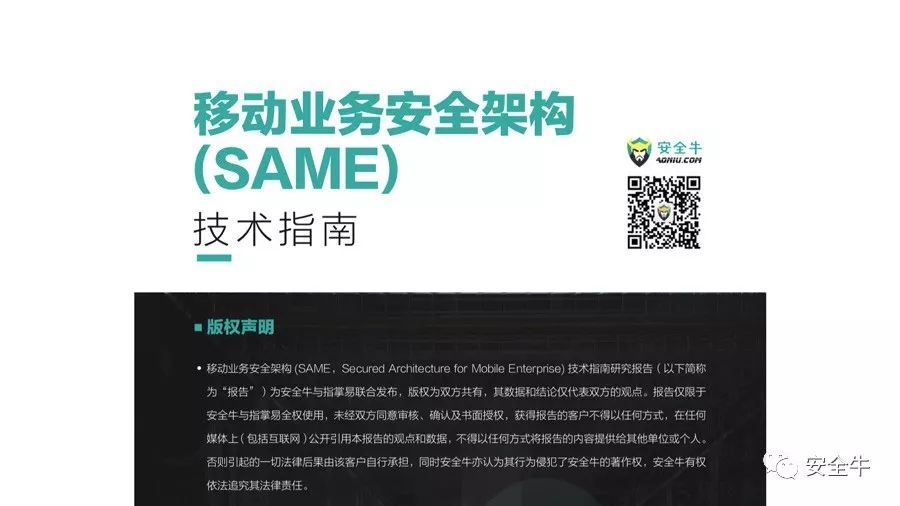 移动业务安全架构
(SAME)
技术指南
安全牛
AQNIU.COM
版权声明
• 移动业务安全架构 (SAME，Secured Architecture for Mobile Enterprise) 技术指南研究报告（以下简称
为“报告”）为安全牛与指掌易联合发布，版权为双方共有，其数据和结论仅代表双方的观点。报告仅限于
安全牛与指掌易全权使用，未经双方同意审核、确认及书面授权，获得报告的客户不得以任何方式，在任何
媒体上（包括互联网）公开引用本报告的观点和数据，不得以任何方式将报告的内容提供给其他单位或个人。
否则引起的一切法律后果由该客户自行承担，同时安全牛亦认为其行为侵犯了安全牛的著作权，安全牛有权
依法追究其法律责任。
安全牛